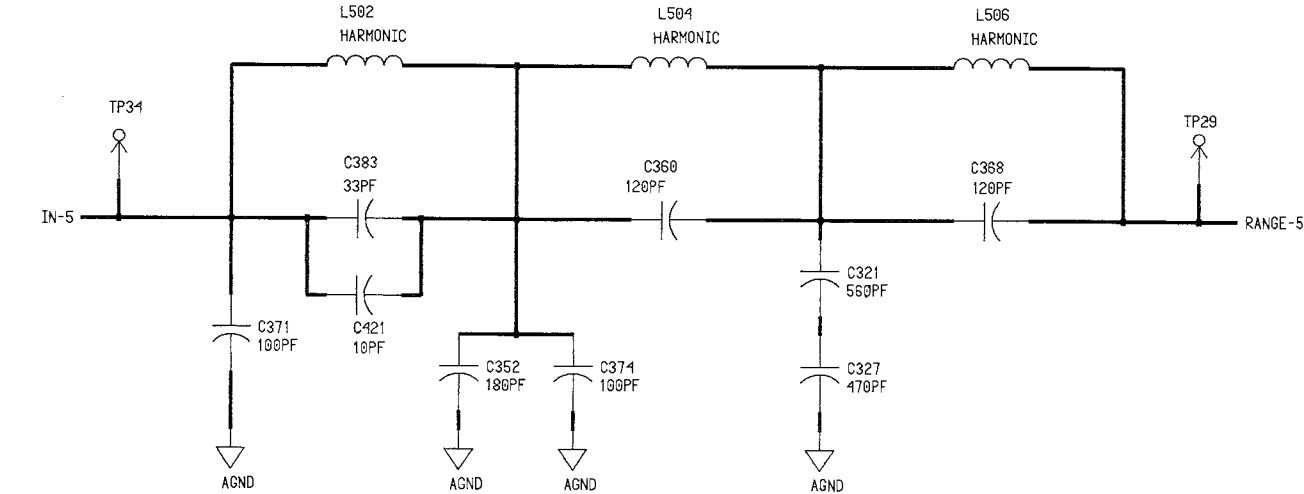 L502
HARMONIC
L504
HARMONIC
L506
HARMONIC
TP34
TP29
C383
33PF
C360
120PF
C368
120PF
IN-5
RANGE-5
C371
100PF
C421
10PF
C321
560PF
C352
180PF
C374
100PF
C327
470PF
AGND
AGND
AGND
AGND